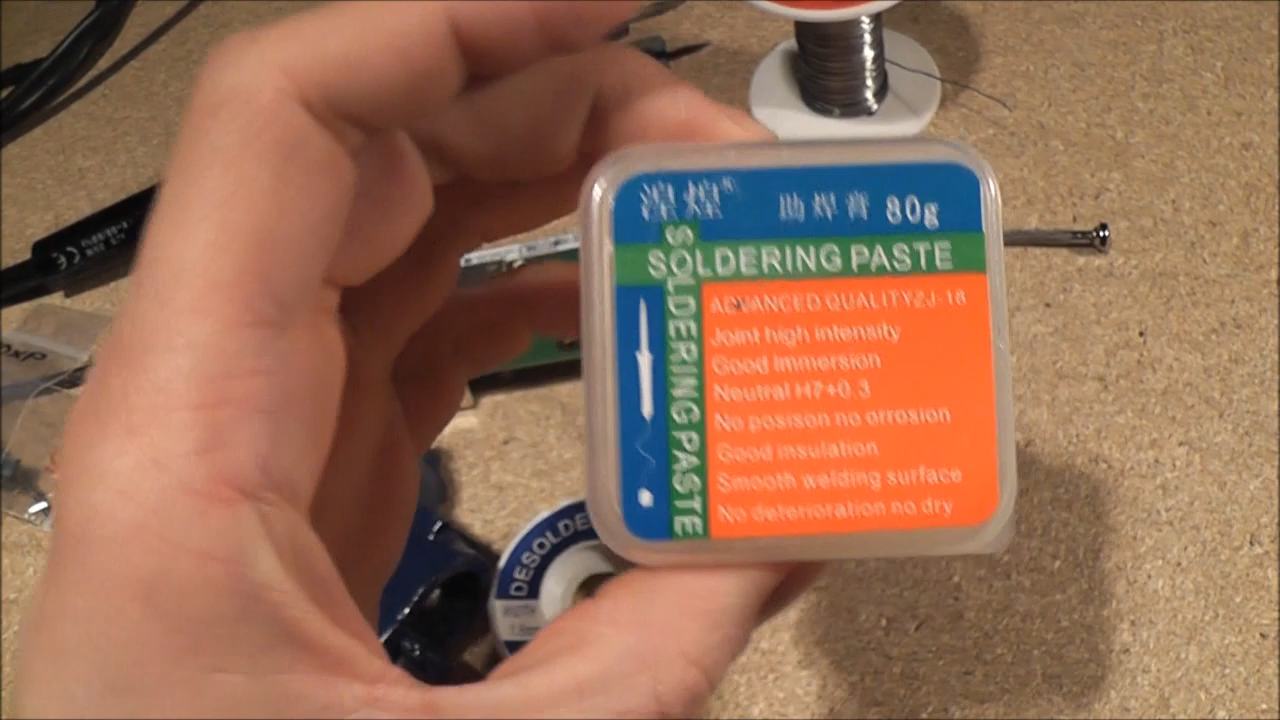 湟煌®
助焊膏 80g
SOLDERING PASTE
SOLDERING PASTE
ADVANCED QUALITYZJ-18
Joint high intensity
Good Immersion
Neutral H7+0.3
No posison no orrosion
Good insulation
Smooth welding surface
No deterioration no dry
DESOLDE